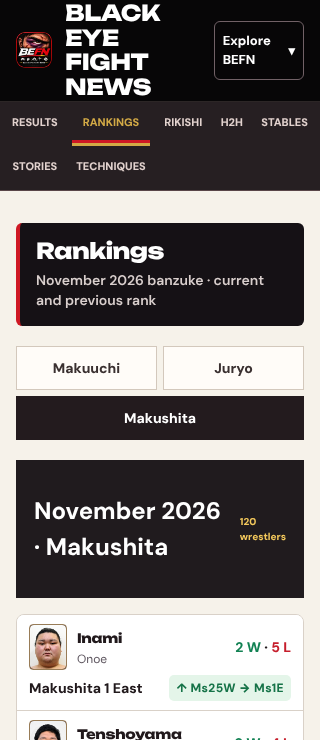 BEFN
BLACK
EYE
FIGHT
NEWS
Explore
BEFN
▼
RESULTS RANKINGS RIKISHI H2H STABLES
STORIES TECHNIQUES
Rankings
November 2026 banzuke · current
and previous rank
Makuuchi Juryo
Makushita
November 2026
· Makushita
120
wrestlers
Inami
Onoe
2 W · 5 L
Makushita 1 East
↑ Ms25W → Ms1E
Tenshoyama